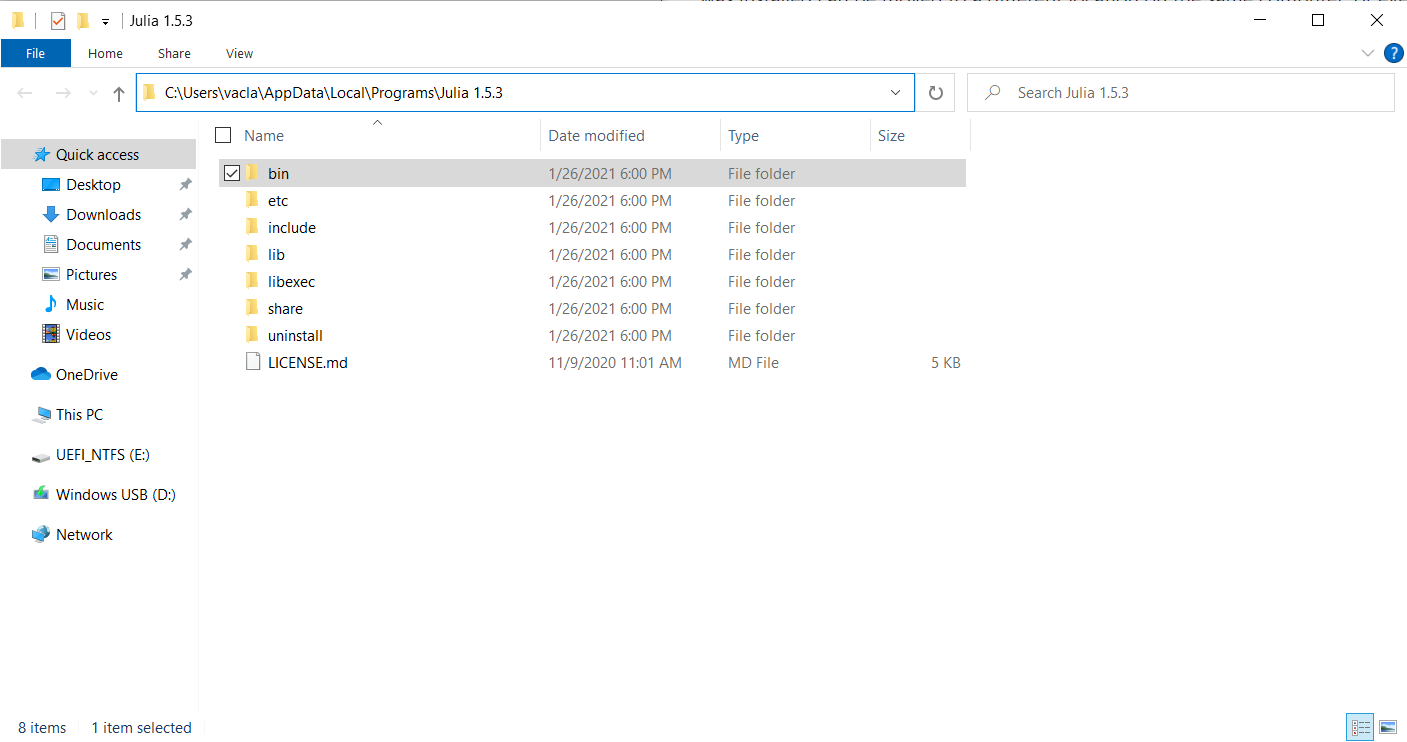 Julia 1.5.3
File Home Share View
C:\Users\vacla\AppData\Local\Programs\Julia 1.5.3
Search Julia 1.5.3
Name Date modified Type Size
Quick access
Desktop
Downloads
Documents
Pictures
Music
Videos
OneDrive
This PC
UEFI_NTFS (E:)
Windows USB (D:)
Network
bin 1/26/2021 6:00 PM File folder
etc 1/26/2021 6:00 PM File folder
include 1/26/2021 6:00 PM File folder
lib 1/26/2021 6:00 PM File folder
libexec 1/26/2021 6:00 PM File folder
share 1/26/2021 6:00 PM File folder
uninstall 1/26/2021 6:00 PM File folder
LICENSE.md 11/9/2020 11:01 AM MD File 5 KB
8 items 1 item selected